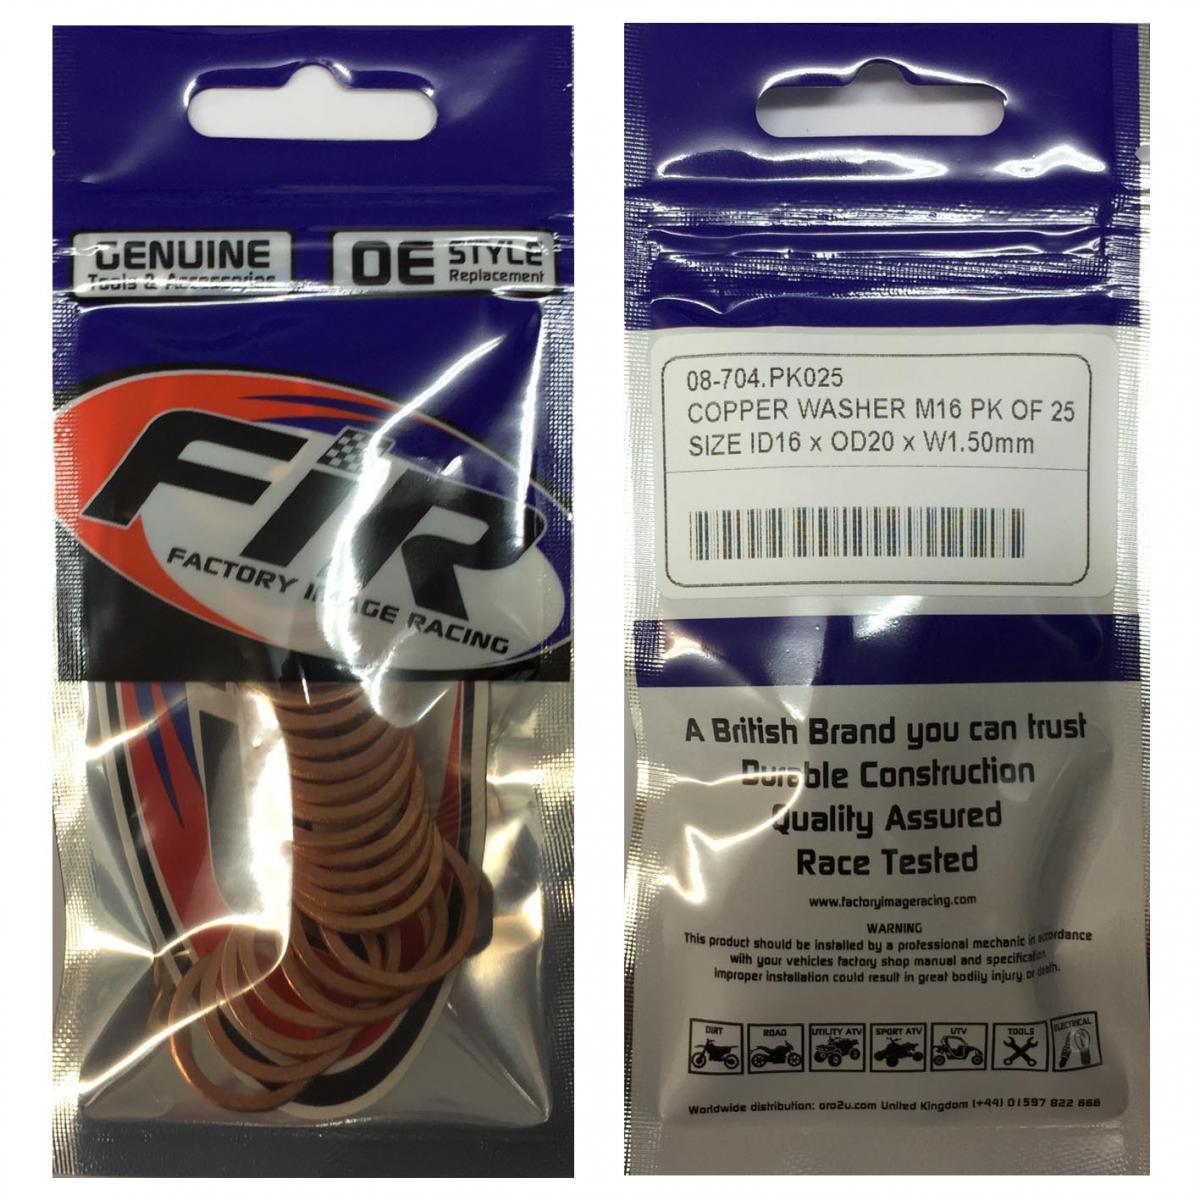 GENUINE
Tools & Accessories
OE STYLE
Replacement
FIR
FACTORY IMAGE RACING
08-704.PK025
COPPER WASHER M16 PK OF 25
SIZE ID16 x OD20 x W1.50mm
A British Brand you can trust
Durable Construction
Quality Assured
Race Tested
www.factoryimageracing.com
WARNING
This product should be installed by a professional mechanic in accordance
with your vehicles factory shop manual and specification.
Improper installation could result in great bodily injury or death.
DIRT ROAD UTILITY ATV SPORT ATV UTV TOOLS ELECTRICAL
Worldwide distribution: oro2u.com United Kingdom (+44) 01597 822 666